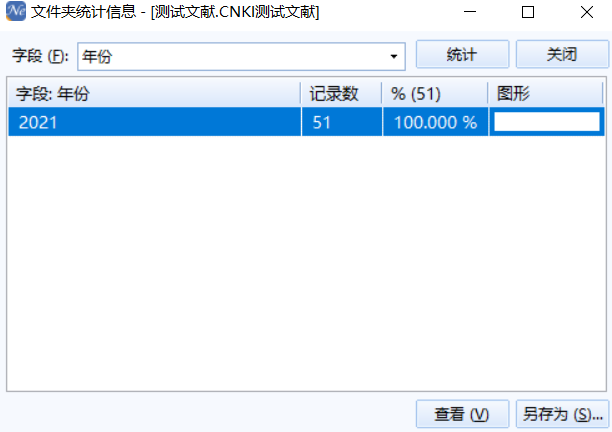 Ne 文件夹统计信息 - [测试文献.CNKI测试文献]
字段 (F): 年份 统计 关闭
字段: 年份 记录数 % (51) 图形
2021 51 100.000 %
查看 (V) 另存为 (S)...